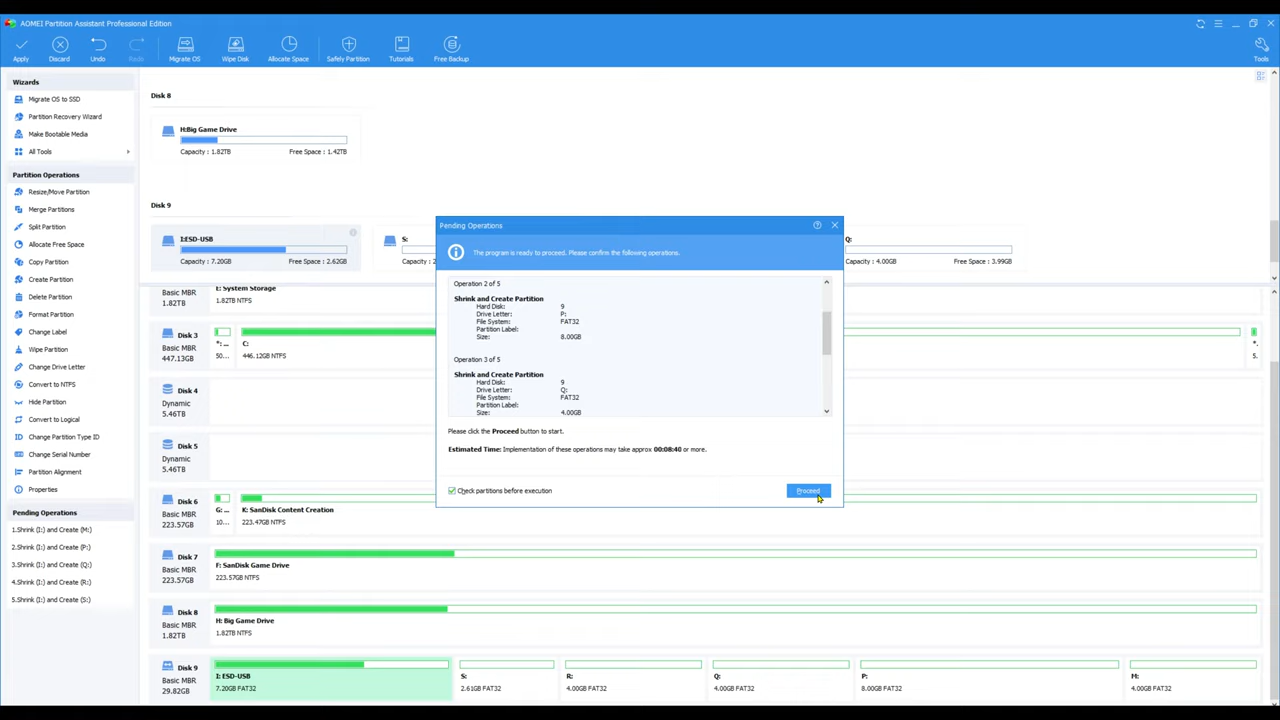 AOMEI Partition Assistant Professional Edition
Apply
Discard
Undo
Redo
Migrate OS
Wipe Disk
Allocate Space
Safely Partition
Tutorials
Free Backup
Tools
Wizards
Migrate OS to SSD
Partition Recovery Wizard
Make Bootable Media
All Tools
Partition Operations
Resize/Move Partition
Merge Partitions
Split Partition
Allocate Free Space
Copy Partition
Create Partition
Delete Partition
Format Partition
Change Label
Wipe Partition
Change Drive Letter
Convert to NTFS
Hide Partition
Convert to Logical
Change Partition Type ID
Change Serial Number
Partition Alignment
Properties
Pending Operations
1.Shrink (I:) and Create (M:)
2.Shrink (I:) and Create (P:)
3.Shrink (I:) and Create (Q:)
4.Shrink (I:) and Create (R:)
5.Shrink (I:) and Create (S:)
Disk 8
H:Big Game Drive
Capacity : 1.82TB Free Space : 1.42TB
Disk 9
I:ESD-USB
Capacity : 7.20GB Free Space : 2.62GB
S:
Capacity : 2
Q:
Capacity : 4.00GB Free Space : 3.99GB
Basic MBR
1.82TB
E: System Storage
1.82TB NTFS
Disk 3
Basic MBR
447.13GB
*: ...
50...
C:
446.12GB NTFS
*.
5.
Disk 4
Dynamic
5.46TB
Disk 5
Dynamic
5.46TB
Disk 6
Basic MBR
223.57GB
G: ...
10...
K: SanDisk Content Creation
223.47GB NTFS
Disk 7
Basic MBR
223.57GB
F: SanDisk Game Drive
223.57GB NTFS
Disk 8
Basic MBR
1.82TB
H: Big Game Drive
1.82TB NTFS
Disk 9
Basic MBR
29.82GB
I: ESD-USB
7.20GB FAT32
S:
2.61GB FAT32
R:
4.00GB FAT32
Q:
4.00GB FAT32
P:
8.00GB FAT32
M:
4.00GB FAT32
Pending Operations
The program is ready to proceed. Please confirm the following operations.
Operation 2 of 5
Shrink and Create Partition
Hard Disk: 9
Drive Letter: P:
File System: FAT32
Partition Label:
Size: 8.00GB
Operation 3 of 5
Shrink and Create Partition
Hard Disk: 9
Drive Letter: Q:
File System: FAT32
Partition Label:
Size: 4.00GB
Please click the Proceed button to start.
Estimated Time: Implementation of these operations may take approx 00:08:40 or more.
Check partitions before execution
Proceed